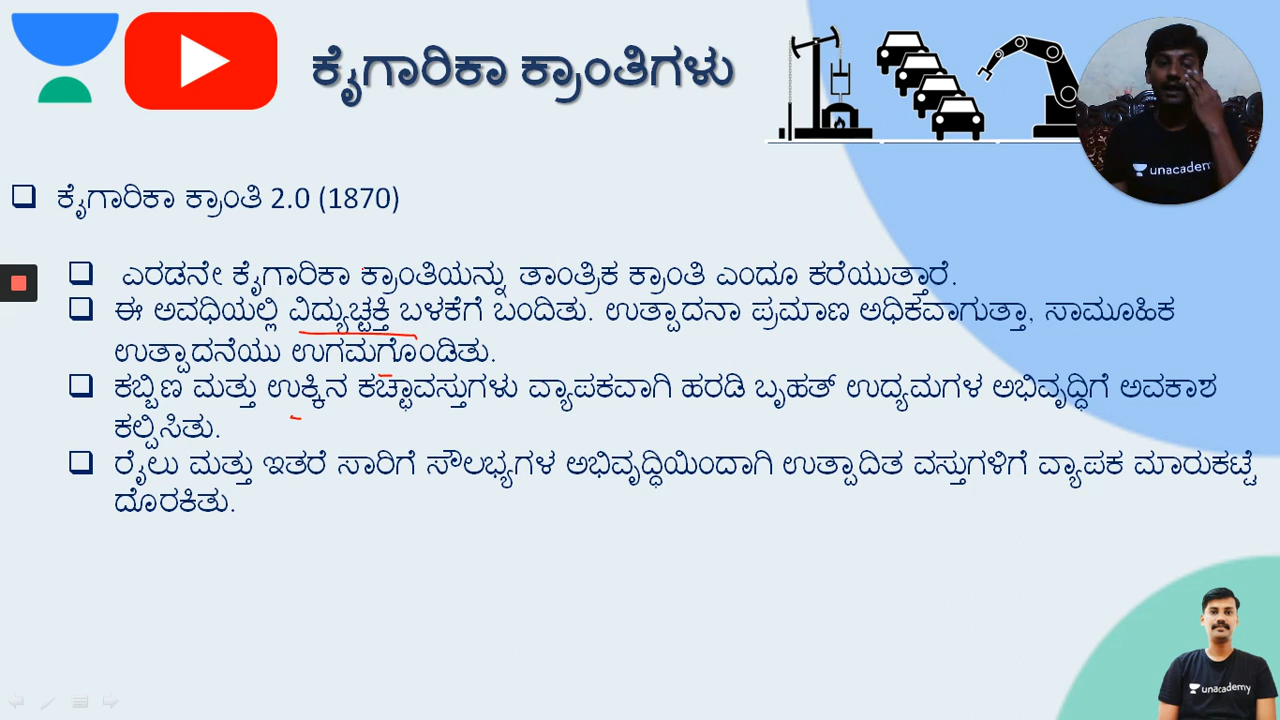 ಕೈಗಾರಿಕಾ ಕ್ರಾಂತಿಗಳು
unacademy
ಕೈಗಾರಿಕಾ ಕ್ರಾಂತಿ 2.0 (1870)
ಎರಡನೇ ಕೈಗಾರಿಕಾ ಕ್ರಾಂತಿಯನ್ನು ತಾಂತ್ರಿಕ ಕ್ರಾಂತಿ ಎಂದೂ ಕರೆಯುತ್ತಾರೆ.
ಈ ಅವಧಿಯಲ್ಲಿ ವಿದ್ಯುಚ್ಛಕ್ತಿ ಬಳಕೆಗೆ ಬಂದಿತು. ಉತ್ಪಾದನಾ ಪ್ರಮಾಣ ಅಧಿಕವಾಗುತ್ತಾ, ಸಾಮೂಹಿಕ
ಉತ್ಪಾದನೆಯು ಉಗಮಗೊಂಡಿತು.
ಕಬ್ಬಿಣ ಮತ್ತು ಉಕ್ಕಿನ ಕಚ್ಛಾವಸ್ತುಗಳು ವ್ಯಾಪಕವಾಗಿ ಹರಡಿ ಬೃಹತ್ ಉದ್ಯಮಗಳ ಅಭಿವೃದ್ಧಿಗೆ ಅವಕಾಶ
ಕಲ್ಪಿಸಿತು.
ರೈಲು ಮತ್ತು ಇತರೆ ಸಾರಿಗೆ ಸೌಲಭ್ಯಗಳ ಅಭಿವೃದ್ಧಿಯಿಂದಾಗಿ ಉತ್ಪಾದಿತ ವಸ್ತುಗಳಿಗೆ ವ್ಯಾಪಕ ಮಾರುಕಟ್ಟೆ
ದೊರಕಿತು.
unacademy